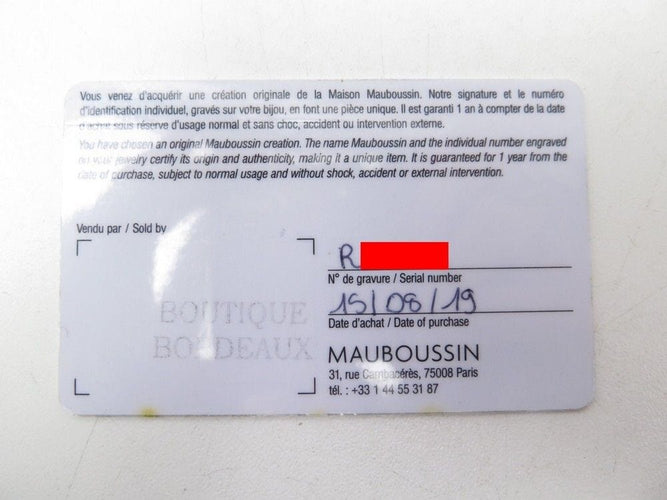 Vous venez d'acquérir une création originale de la Maison Mauboussin. Notre signature et le numéro
d'identification individuel, gravés sur votre bijou, en font une pièce unique. Il est garanti 1 an à compter de la date
d'achat sous réserve d'usage normal et sans choc, accident ou intervention externe.
You have chosen an original Mauboussin creation. The name Mauboussin and the individual number engraved
on your jewelry certify its origin and authenticity, making it a unique item. It is guaranteed for 1 year from the
date of purchase, subject to normal usage and without shock, accident or external intervention.
Vendu par / Sold by
BOUTIQUE
BORDEAUX
R
N° de gravure / Serial number
15/08/19
Date d'achat / Date of purchase
MAUBOUSSIN
31, rue Cambacérès, 75008 Paris
tél. : +33 1 44 55 31 87